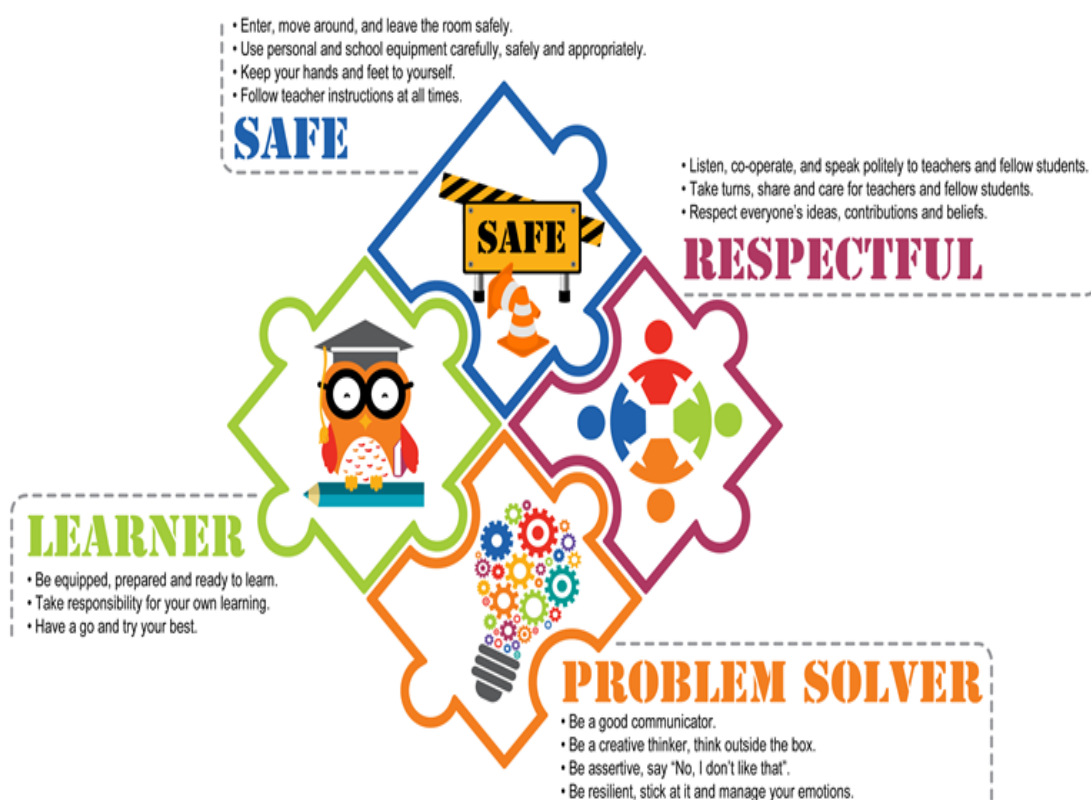 • Enter, move around, and leave the room safely.
• Use personal and school equipment carefully, safely and appropriately.
• Keep your hands and feet to yourself.
• Follow teacher instructions at all times.
SAFE
SAFE
• Listen, co-operate, and speak politely to teachers and fellow students.
• Take turns, share and care for teachers and fellow students.
• Respect everyone's ideas, contributions and beliefs.
RESPECTFUL
LEARNER
• Be equipped, prepared and ready to learn.
• Take responsibility for your own learning.
• Have a go and try your best.
PROBLEM SOLVER
• Be a good communicator.
• Be a creative thinker, think outside the box.
• Be assertive, say “No, I don't like that”.
• Be resilient, stick at it and manage your emotions.